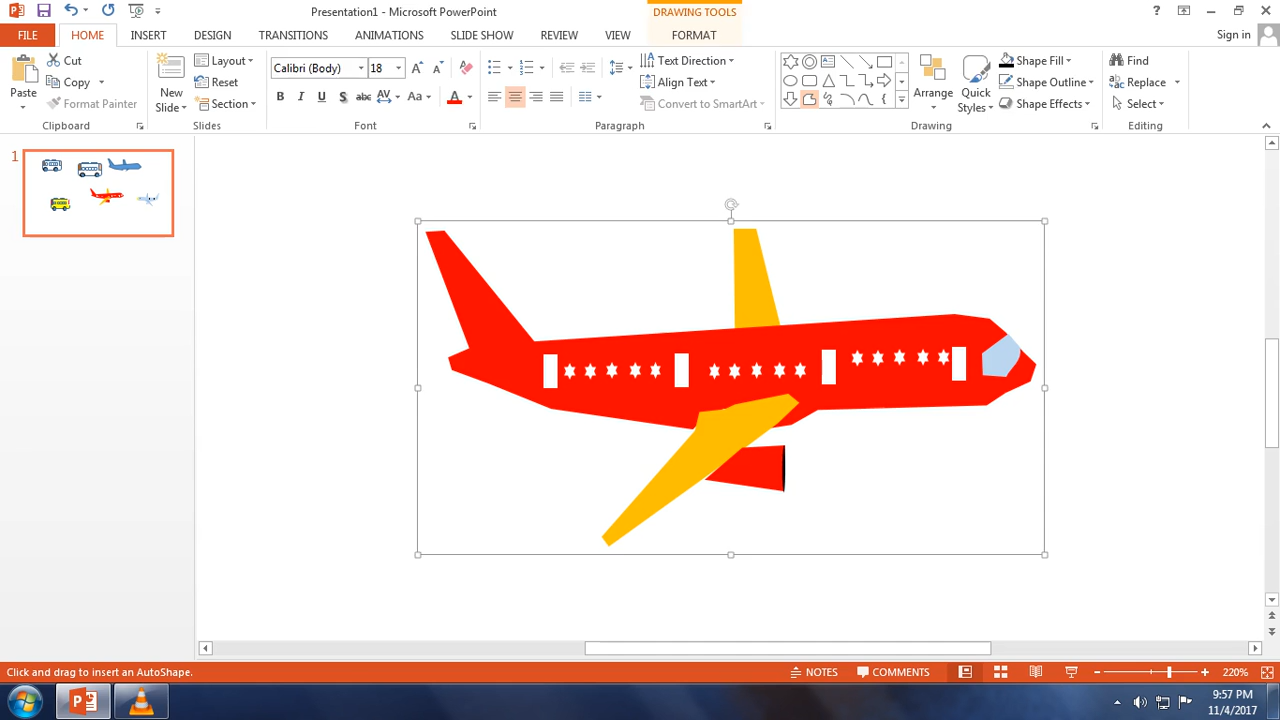 Presentation1 - Microsoft PowerPoint
DRAWING TOOLS
Sign in
FILE HOME INSERT DESIGN TRANSITIONS ANIMATIONS SLIDE SHOW REVIEW VIEW FORMAT
Paste
Cut
Copy
Format Painter
Clipboard
New Slide
Layout
Reset
Section
Slides
Calibri (Body) 18
B I U S abc AV Aa
A
Font
Text Direction
Align Text
Convert to SmartArt
Paragraph
Arrange
Quick Styles
Shape Fill
Shape Outline
Shape Effects
Drawing
Find
Replace
Select
Editing
1
Click and drag to insert an AutoShape.
NOTES COMMENTS 220%
9:57 PM
11/4/2017